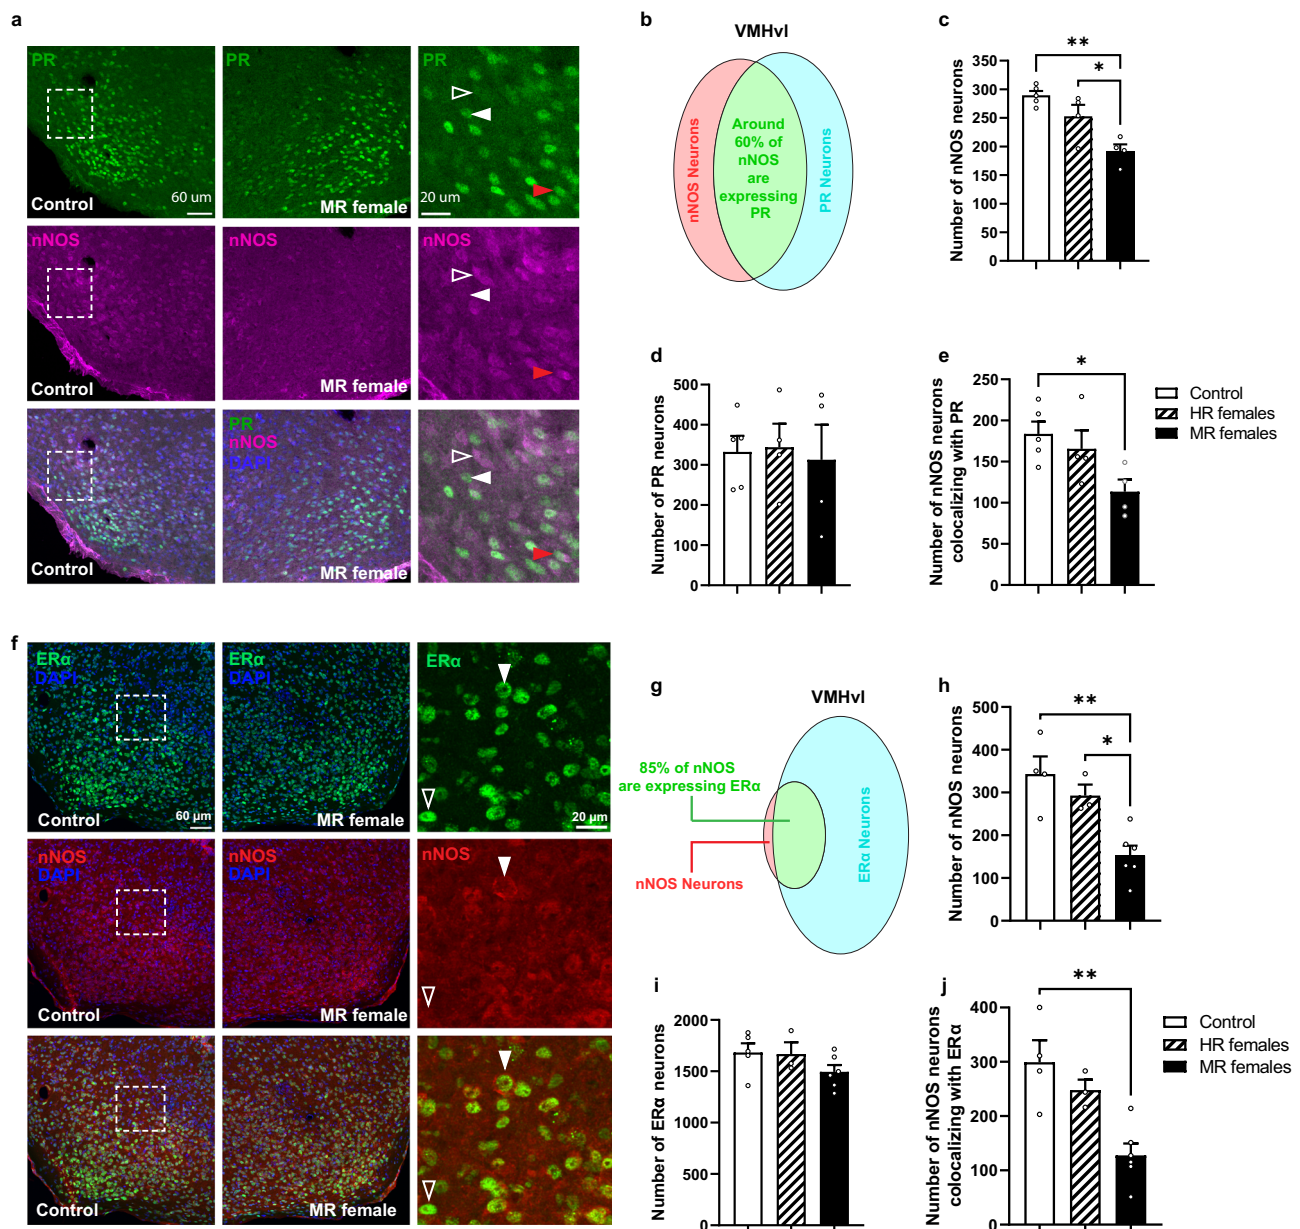 a
PR
Control
60 um
PR
MR female
20 um
nNOS
Control
nNOS
MR female
nNOS
Control
PR
nNOS
DAPI
MR female
b
VMHvl
nNOS Neurons
Around
60% of
nNOS
are
expressing
PR
PR Neurons
c
Number of nNOS neurons
350
300
250
200
150
100
50
0
**
*
d
Number of PR neurons
500
400
300
300
100
0
e
Number of nNOS neurons
colocalizing with PR
250
200
150
100
50
0
*
Control
HR females
MR females
f
ERα
DAPI
Control
60 µm
ERα
DAPI
MR female
ERα
20 µm
nNOS
DAPI
Control
nNOS
DAPI
MR female
nNOS
Control
MR female
g
VMHvl
85% of nNOS
are expressing ERα
nNOS Neurons
ERα Neurons
h
Number of nNOS neurons
500
400
300
200
100
0
**
*
i
Number of ERα neurons
2000
1500
1000
500
0
j
Number of nNOS neurons
colocalizing with ERα
400
300
200
100
0
**
Control
HR females
MR females